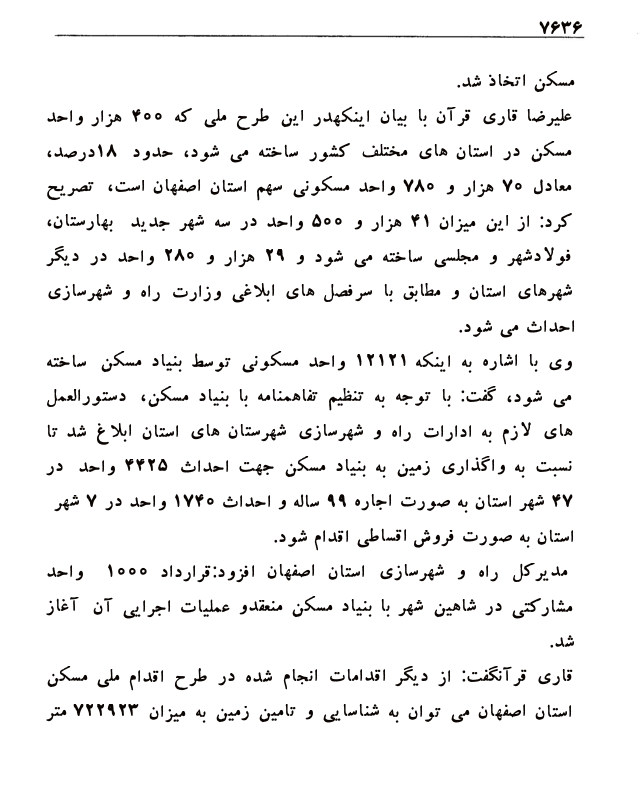 ۷۶۳۶
مسکن اتخاذ شد.
علیرضا قاری قرآن با بیان اینکهدر این طرح ملی که ۴۰۰ هزار واحد
مسکن در استان های مختلف کشور ساخته می شود، حدود ۱۸درصد،
معادل ۷۰ هزار و ۷۸۰ واحد مسکونی سهم استان اصفهان است، تصریح
کرد: از این میزان ۴۱ هزار و ۵۰۰ واحد در سه شهر جدید بهارستان،
فولادشهر و مجلسی ساخته می شود و ۲۹ هزار و ۲۸۰ واحد در دیگر
شهرهای استان و مطابق با سرفصل های ابلاغی وزارت راه و شهرسازی
احداث می شود.
وی با اشاره به اینکه ۱۲۱۲۱ واحد مسکونی توسط بنیاد مسکن ساخته
می شود، گفت: با توجه به تنظیم تفاهمنامه با بنیاد مسکن، دستورالعمل
های لازم به ادارات راه و شهرسازی شهرستان های استان ابلاغ شد تا
نسبت به واگذاری زمین به بنیاد مسکن جهت احداث ۴۴۲۵ واحد در
۴۷ شهر استان به صورت اجاره ۹۹ ساله و احداث ۱۷۴۰ واحد در ۷ شهر
استان به صورت فروش اقساطی اقدام شود.
مدیرکل راه و شهرسازی استان اصفهان افزود:قرارداد ۱۰۰۰ واحد
مشارکتی در شاهین شهر با بنیاد مسکن منعقدو عملیات اجرایی آن آغاز
شد.
قاری قرآنگفت: از دیگر اقدامات انجام شده در طرح اقدام ملی مسکن
استان اصفهان می توان به شناسایی و تامین زمین به میزان ۷۲۲۹۲۳ متر